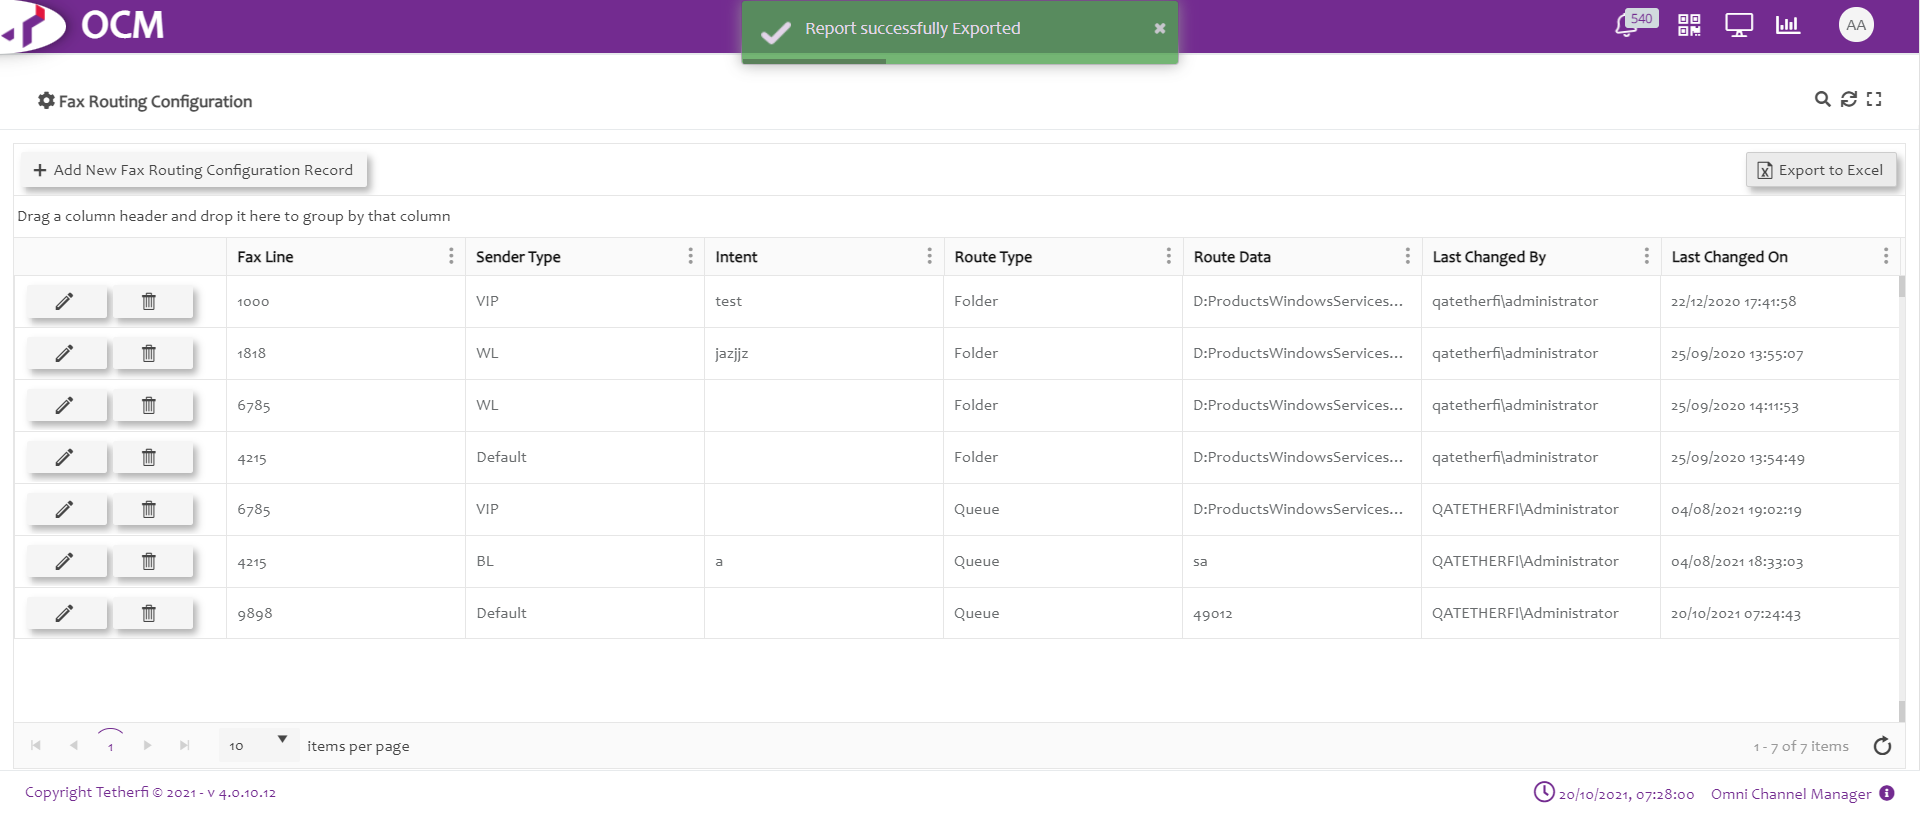 OCM
Report successfully Exported
540
AA
Fax Routing Configuration
Add New Fax Routing Configuration Record
Export to Excel
Drag a column header and drop it here to group by that column
Fax Line Sender Type Intent Route Type Route Data Last Changed By Last Changed On
1000 VIP test Folder D:ProductsWindowsServices... qatetherfi\administrator 22/12/2020 17:41:58
1818 WL jazjjz Folder D:ProductsWindowsServices... qatetherfi\administrator 25/09/2020 13:55:07
6785 WL Folder D:ProductsWindowsServices... qatetherfi\administrator 25/09/2020 14:11:53
4215 Default Folder D:ProductsWindowsServices... qatetherfi\administrator 25/09/2020 13:54:49
6785 VIP Queue D:ProductsWindowsServices... QATETHERFI\Administrator 04/08/2021 19:02:19
4215 BL a Queue sa QATETHERFI\Administrator 04/08/2021 18:33:03
9898 Default Queue 49012 QATETHERFI\Administrator 20/10/2021 07:24:43
1 10 items per page 1 - 7 of 7 items
Copyright Tetherfi © 2021 - v 4.0.10.12 20/10/2021, 07:28:00 Omni Channel Manager